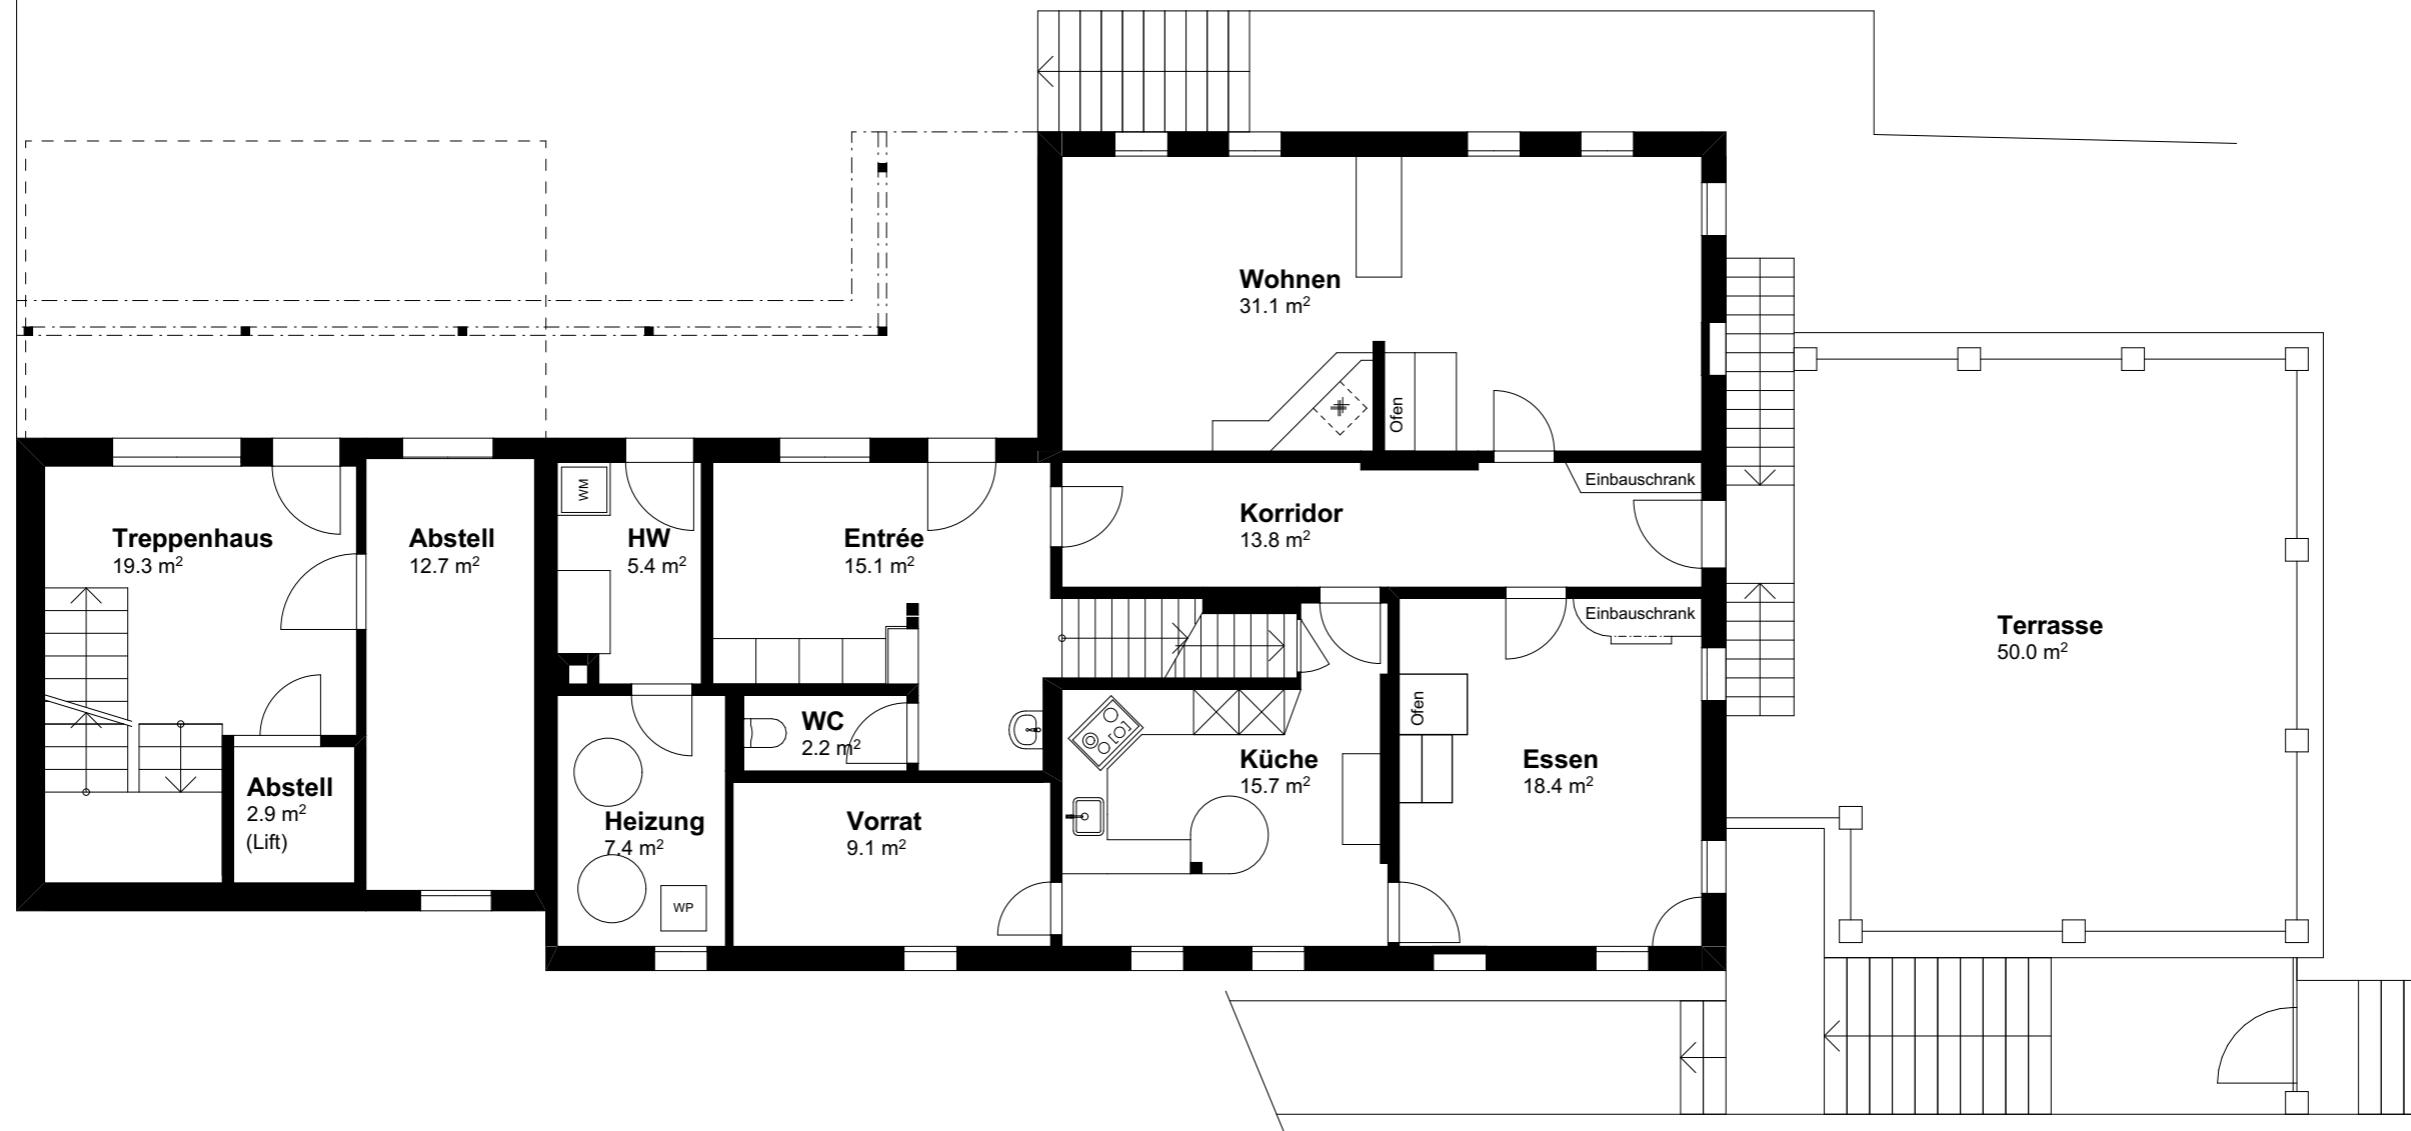 Wohnen
31.1 m²
Ofen
Einbauschrank
WM
Korridor
13.8 m²
Treppenhaus
19.3 m²
Abstell
12.7 m²
HW
5.4 m²
Entrée
15.1 m²
Einbauschrank
Terrasse
50.0 m²
Ofen
WC
2.2 m²
Küche
15.7 m²
Essen
18.4 m²
Abstell
2.9 m²
(Lift)
Heizung
7.4 m²
Vorrat
9.1 m²
WP